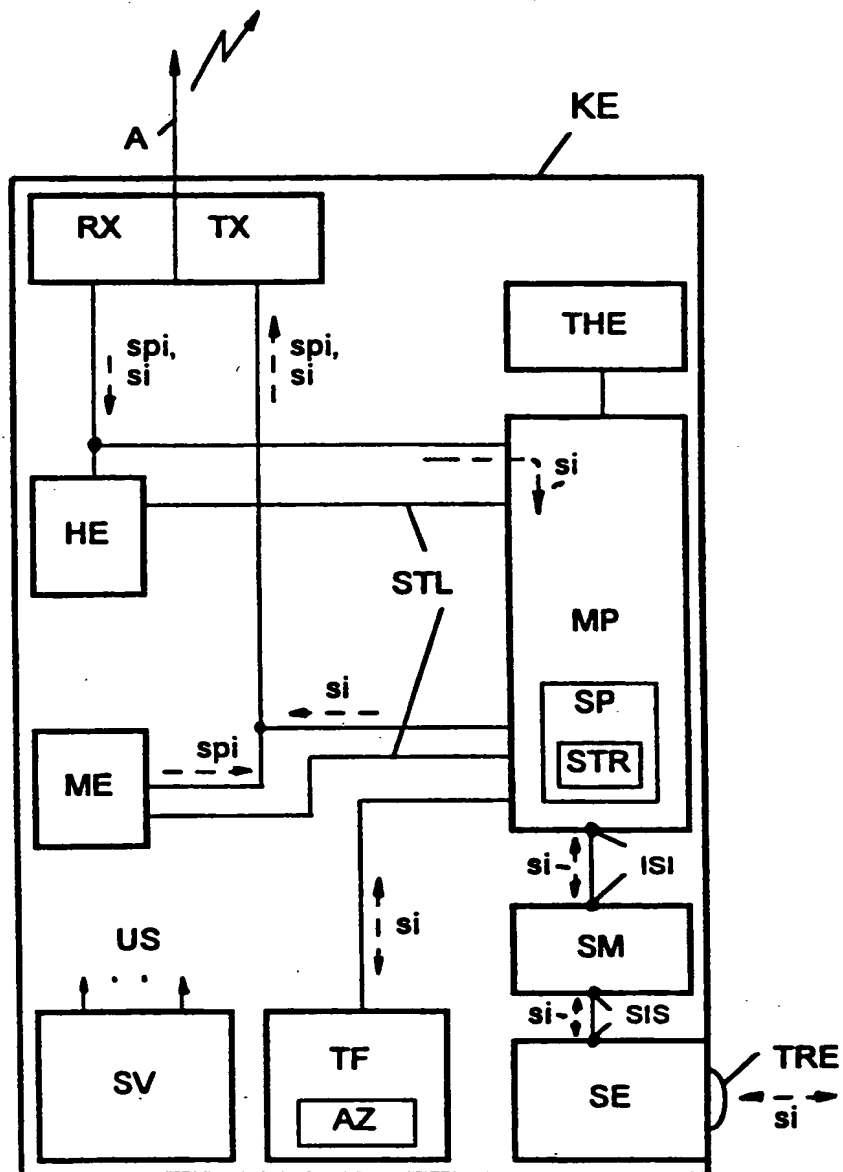 KE
A
RX TX
THE
spi,
si
spi,
si
si
HE
STL
MP
SP
STR
si
spi
ME
si
ISI
si
SM
US
si
SIS
TRE
SV
TF
AZ
SE
si